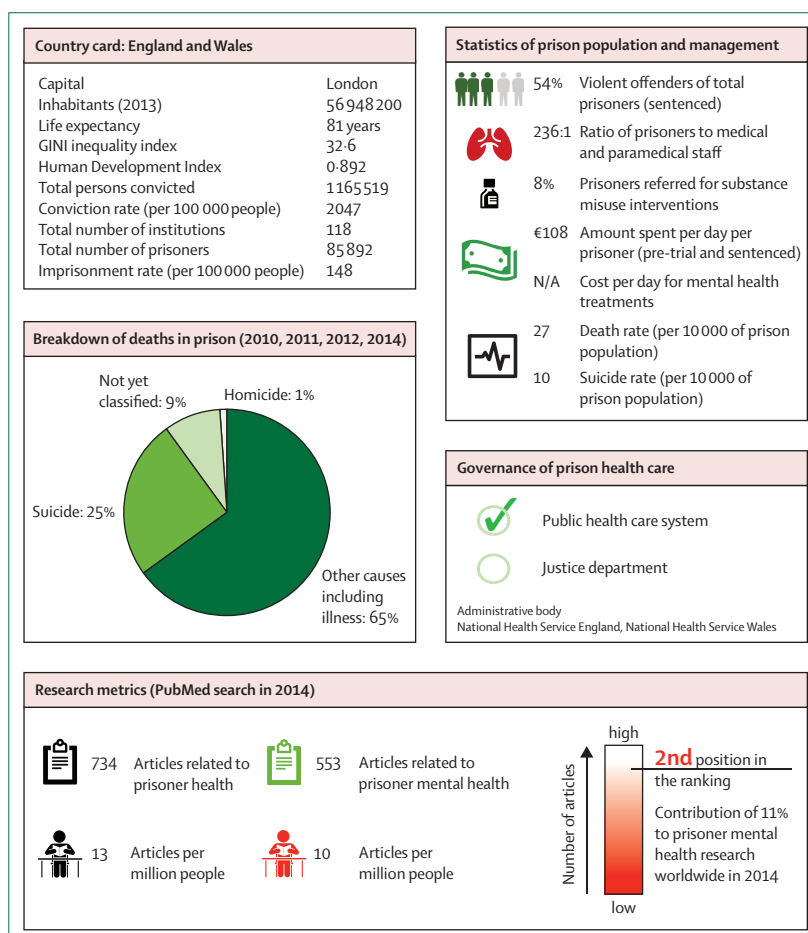 Country card: England and Wales
Capital London
Inhabitants (2013) 56 948 200
Life expectancy 81 years
GINI inequality index 32·6
Human Development Index 0·892
Total persons convicted 1 165 519
Conviction rate (per 100 000 people) 2047
Total number of institutions 118
Total number of prisoners 85 892
Imprisonment rate (per 100 000 people) 148
Statistics of prison population and management
54% Violent offenders of total
prisoners (sentenced)
236:1 Ratio of prisoners to medical
and paramedical staff
8% Prisoners referred for substance
misuse interventions
€108 Amount spent per day per
prisoner (pre-trial and sentenced)
N/A Cost per day for mental health
treatments
27 Death rate (per 10 000 of prison
population)
10 Suicide rate (per 10 000 of
prison population)
Breakdown of deaths in prison (2010, 2011, 2012, 2014)
Not yet
classified: 9%
Homicide: 1%
Suicide: 25%
Other causes
including
illness: 65%
Governance of prison health care
Public health care system
Justice department
Administrative body
National Health Service England, National Health Service Wales
Research metrics (PubMed search in 2014)
734 Articles related to
prisoner health
553 Articles related to
prisoner mental health
13 Articles per
million people
10 Articles per
million people
Number of articles
high
low
2nd position in
the ranking
Contribution of 11%
to prisoner mental
health research
worldwide in 2014